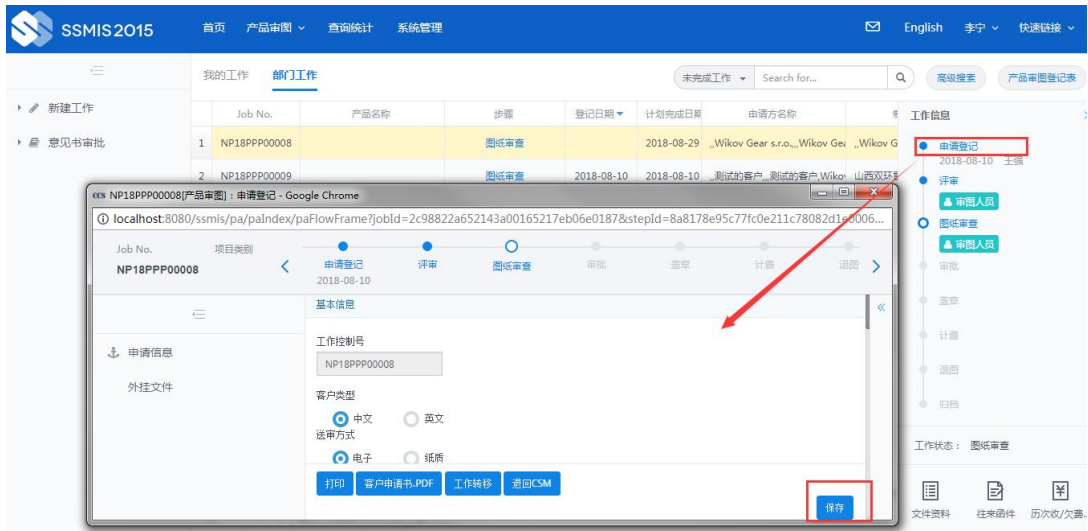 SSMIS2015 首页 产品审图 查询统计 系统管理 English 李宁 快速链接
我的工作 部门工作 未完成工作 Search for... 高级搜索 产品审图登记表
新建工作
意见书审批
Job No. 产品名称 步骤 登记日期 计划完成日期 申请方名称
1 NP18PPP00008 图纸审查 2018-08-29 ,,Wikov Gear s.r.o.,,,Wikov Gea ,,Wikov G
2 NP18PPP00009 图纸审查 2018-08-10 2018-08-10 ,,测试的客户,,测试的客户,Wikov 山西双环
工作信息
申请登记
2018-08-10 王强
评审
审图人员
图纸审查
审图人员
审批
盖章
计费
退图
归档
工作状态： 图纸审查
文件资料 往来函件 历次收/欠费
CCS NP18PPP00008[产品审图] : 申请登记 - Google Chrome
localhost:8080/ssmis/pa/paIndex/paFlowFrame?jobId=2c98822a652143a00165217eb06e0187&stepId=8a8178e95c77fc0e211c78082d1e0006...
Job No. 项目类别
NP18PPP00008
申请登记 评审 图纸审查 审批 盖章 计费 退图
2018-08-10
申请信息
外挂文件
基本信息
工作控制号
NP18PPP00008
客户类型
中文 英文
送审方式
电子 纸质
打印 客户申请书.PDF 工作转移 退回CSM
保存